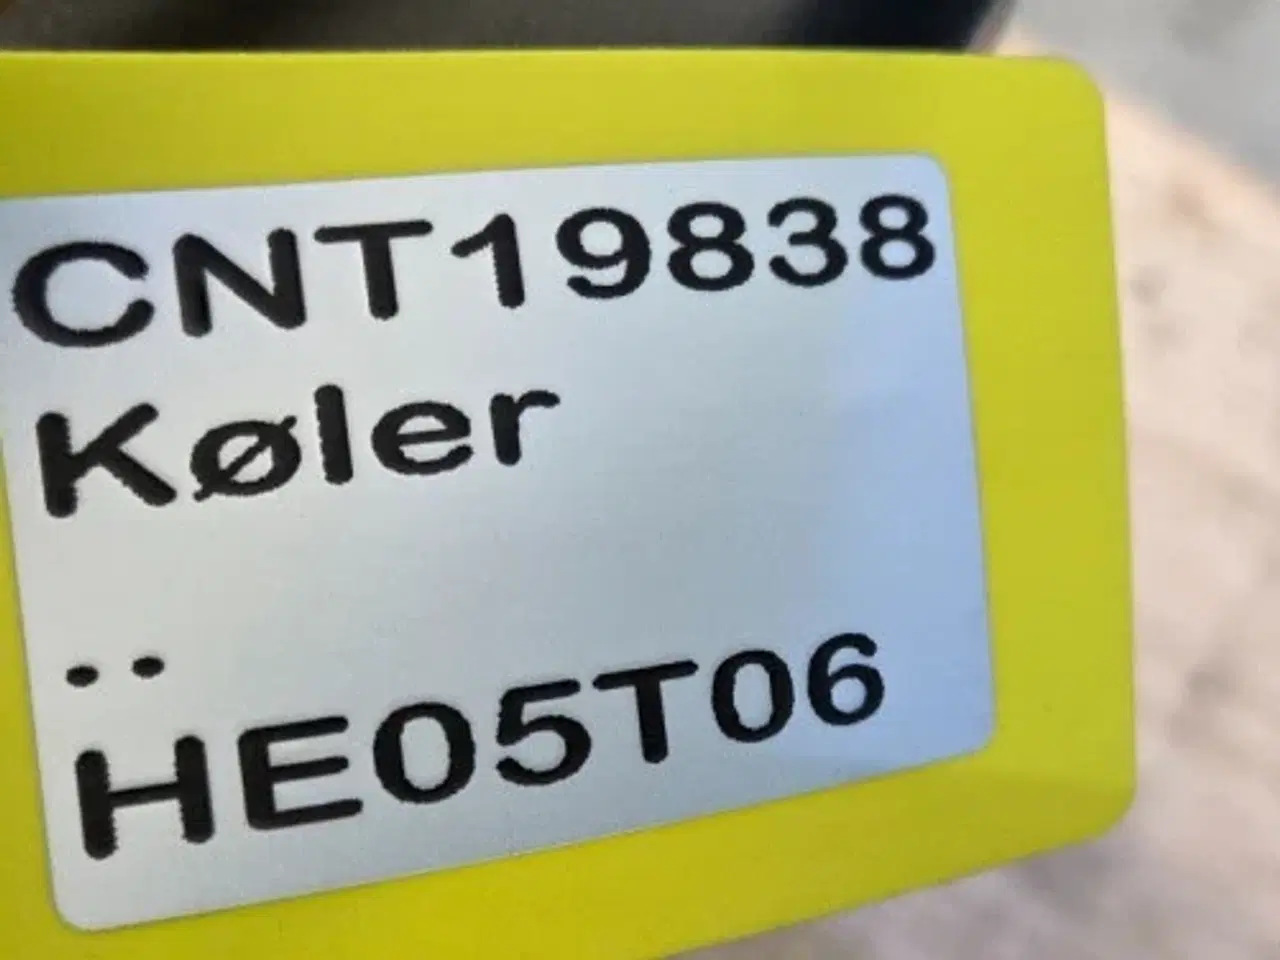 CNT19838
Køler
..
HE05T06